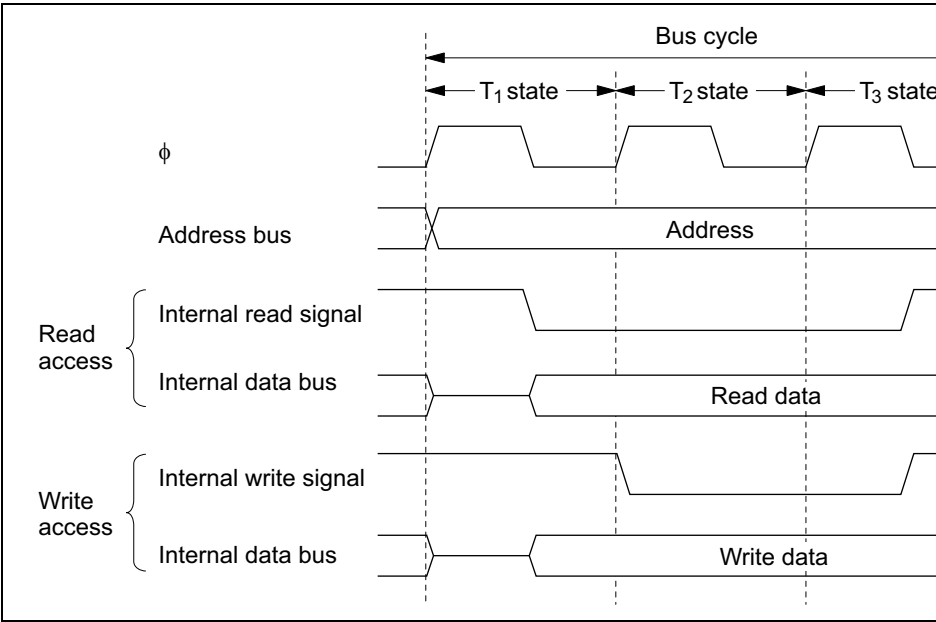 Bus cycle
T₁ state
T₂ state
T₃ state
ϕ
Address bus
Address
Read
access
Internal read signal
Internal data bus
Read data
Write
access
Internal write signal
Internal data bus
Write data